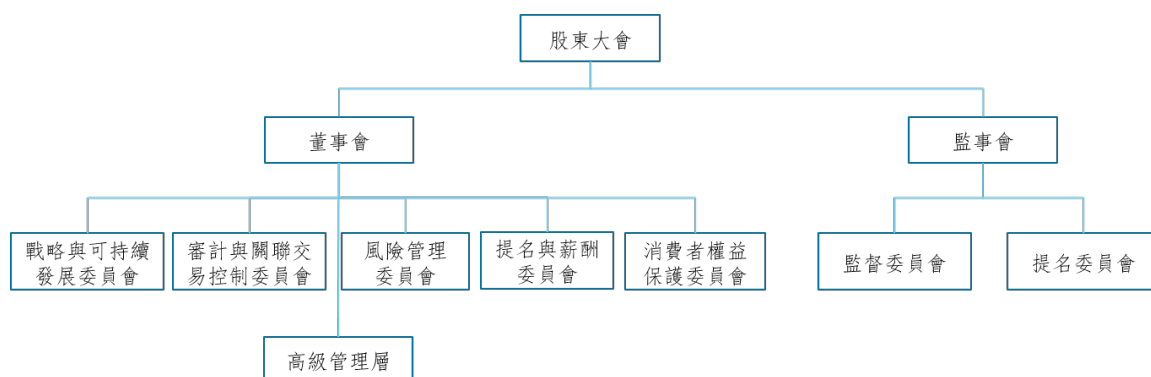 股東大會
董事會
監事會
戰略與可持續
發展委員會
審計與關聯交
易控制委員會
風險管理
委員會
提名與薪酬
委員會
消費者權益
保護委員會
監督委員會
提名委員會
高級管理層